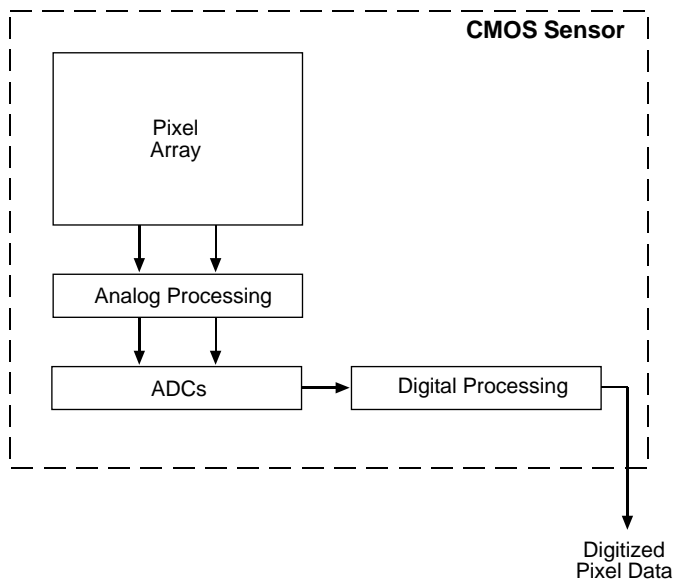 CMOS Sensor
Pixel
Array
Analog Processing
ADCs
Digital Processing
Digitized
Pixel Data